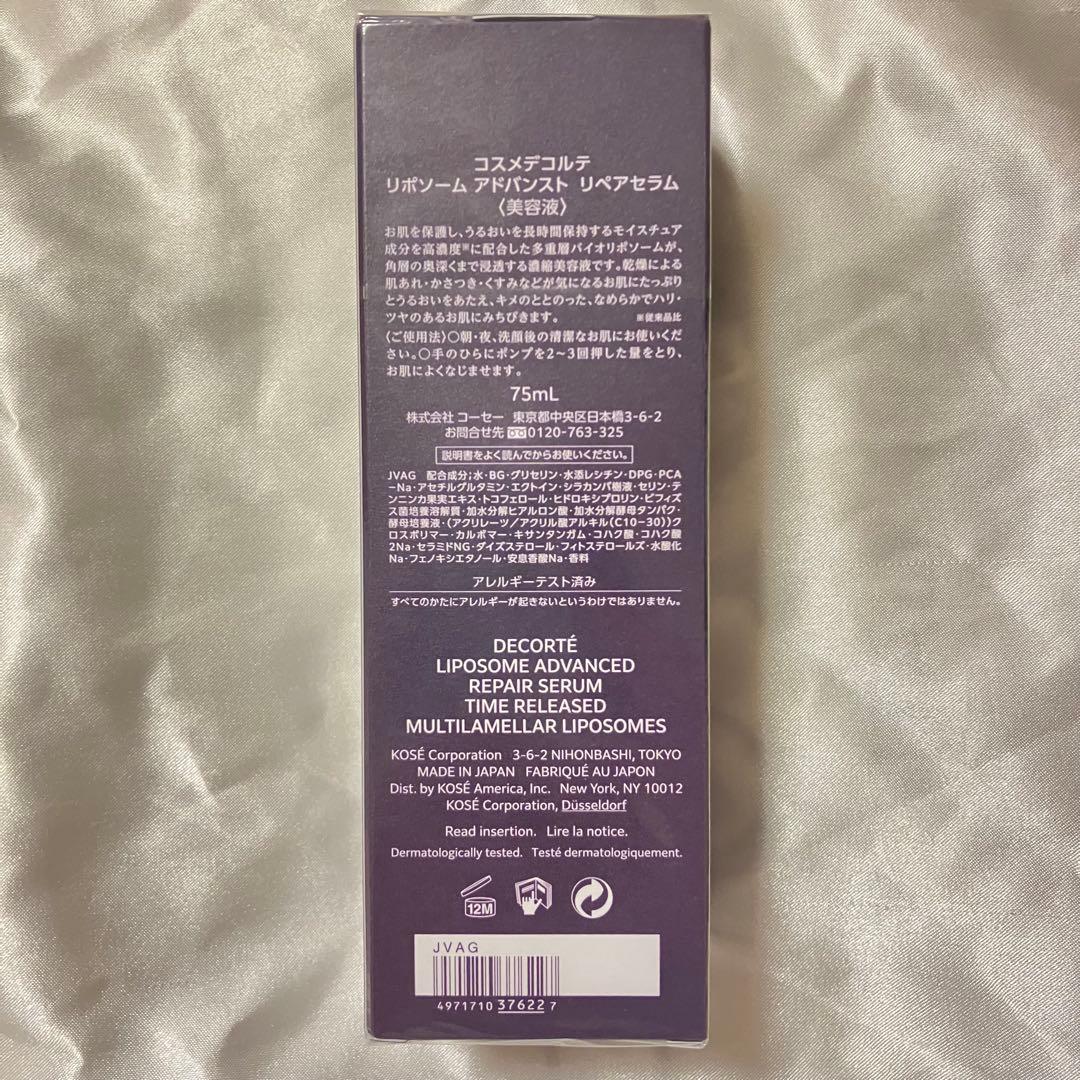 コスメデコルテ
リポソーム アドバンスト リペアセラム
〈美容液〉
お肌を保護し、うるおいを長時間保持するモイスチュア
成分を高濃度※に配合した多重層バイオリポソームが、
角層の奥深くまで浸透する濃縮美容液です。乾燥による
肌あれ・かさつき・くすみなどが気になるお肌にたっぷり
とうるおいをあたえ、キメのととのった、なめらかでハリ・
ツヤのあるお肌にみちびきます。 ※従来品比
〈ご使用法〉○朝・夜、洗顔後の清潔なお肌にお使いくだ
さい。○手のひらにポンプを2～3回押した量をとり、
お肌によくなじませます。
75mL
株式会社 コーセー 東京都中央区日本橋3-6-2
お問合せ先 0120-763-325
説明書をよく読んでからお使いください。
JVAG 配合成分；水・BG・グリセリン・水添レシチン・DPG・PCA
-Na・アセチルグルタミン・エクトイン・シラカンバ樹液・セリン・テ
ンニンカ果実エキス・トコフェロール・ヒドロキシプロリン・ビフィズ
ス菌培養溶解質・加水分解ヒアルロン酸・加水分解酵母タンパク・
酵母培養液・（アクリレーツ／アクリル酸アルキル（C10-30））ク
ロスポリマー・カルボマー・キサンタンガム・コハク酸・コハク酸
2Na・セラミドNG・ダイズステロール・フィトステロールズ・水酸化
Na・フェノキシエタノール・安息香酸Na・香料
アレルギーテスト済み
すべてのかたにアレルギーが起きないというわけではありません。
DECORTÉ
LIPOSOME ADVANCED
REPAIR SERUM
TIME RELEASED
MULTILAMELLAR LIPOSOMES
KOSÉ Corporation 3-6-2 NIHONBASHI, TOKYO
MADE IN JAPAN FABRIQUÉ AU JAPON
Dist. by KOSÉ America, Inc. New York, NY 10012
KOSÉ Corporation, Düsseldorf
Read insertion. Lire la notice.
Dermatologically tested. Testé dermatologiquement.
12M
JVAG
4971710 37622 7